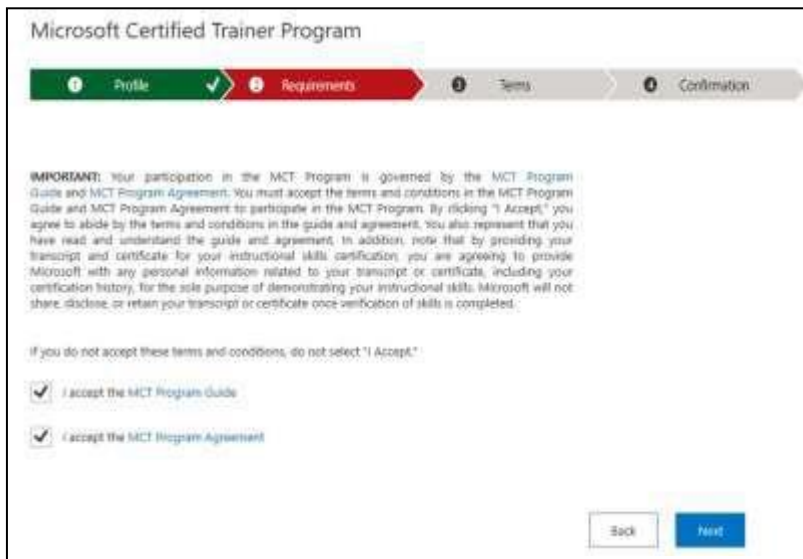 Microsoft Certified Trainer Program
1 Profile 2 Requirements 3 Terms 4 Confirmation
IMPORTANT: Your participation in the MCT Program is governed by the MCT Program
Guide and MCT Program Agreement. You must accept the terms and conditions in the MCT Program
Guide and MCT Program Agreement to participate in the MCT Program. By clicking "I Accept," you
agree to abide by the terms and conditions in the guide and agreement. You also represent that you
have read and understand the guide and agreement. In addition, note that by providing your
transcript and certificate for your instructional skills certification, you are agreeing to provide
Microsoft with any personal information related to your transcript or certificate, including your
certification history, for the sole purpose of demonstrating your instructional skills. Microsoft will not
share, disclose, or retain your transcript or certificate once verification of skills is completed.
If you do not accept these terms and conditions, do not select "I Accept."
I accept the MCT Program Guide
I accept the MCT Program Agreement
Back Next